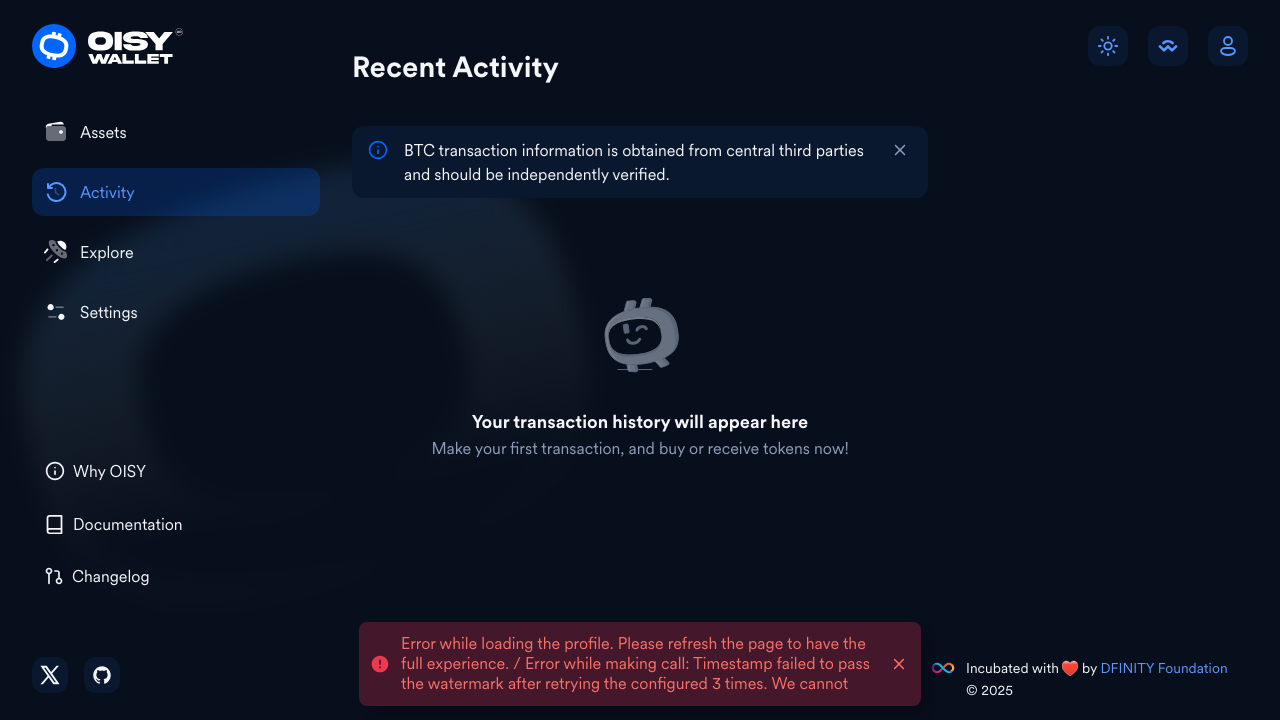 OISY
WALLET
Recent Activity
Assets
BTC transaction information is obtained from central third parties
and should be independently verified.
Activity
Explore
Settings
Your transaction history will appear here
Make your first transaction, and buy or receive tokens now!
Why OISY
Documentation
Changelog
Error while loading the profile. Please refresh the page to have the
full experience. / Error while making call: Timestamp failed to pass
the watermark after retrying the configured 3 times. We cannot
Incubated with ❤️ by DFINITY Foundation
© 2025